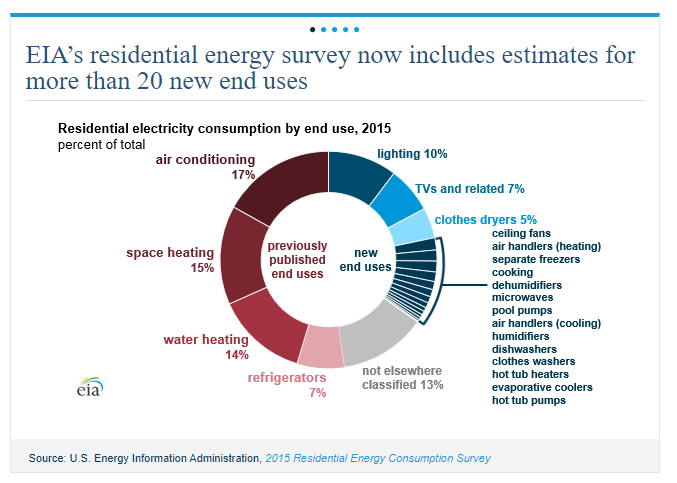 EIA's residential energy survey now includes estimates for
more than 20 new end uses
Residential electricity consumption by end use, 2015
percent of total
air conditioning
17%
lighting 10%
TVs and related 7%
clothes dryers 5%
ceiling fans
air handlers (heating)
separate freezers
cooking
dehumidifiers
microwaves
pool pumps
air handlers (cooling)
humidifiers
dishwashers
clothes washers
hot tub heaters
evaporative coolers
hot tub pumps
space heating
15%
previously
published
end uses
new
end uses
water heating
14%
refrigerators
7%
not elsewhere
classified 13%
eia
Source: U.S. Energy Information Administration, 2015 Residential Energy Consumption Survey